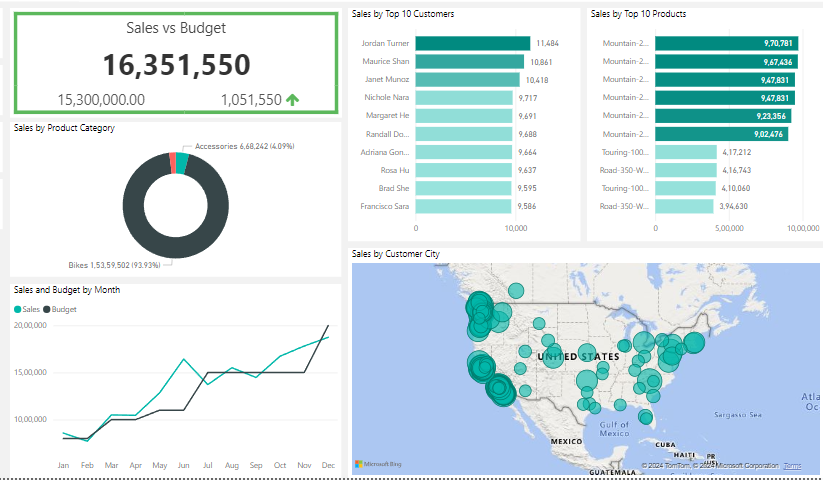 Sales vs Budget
16,351,550
15,300,000.00 1,051,550
Sales by Product Category
Accessories 6,68,242 (4.09%)
Bikes 1,53,59,502 (93.93%)
Sales and Budget by Month
Sales Budget
20,00,000
15,00,000
10,00,000
Jan Feb Mar Apr May Jun Jul Aug Sep Oct Nov Dec
Sales by Top 10 Customers
Jordan Turner 11,484
Maurice Shan 10,861
Janet Munoz 10,418
Nichole Nara 9,717
Margaret He 9,691
Randall Do... 9,688
Adriana Gon... 9,664
Rosa Hu 9,637
Brad She 9,595
Francisco Sara 9,586
0 10,000
Sales by Top 10 Products
Mountain-2... 9,70,781
Mountain-2... 9,67,436
Mountain-2... 9,47,831
Mountain-2... 9,47,831
Mountain-2... 9,23,356
Mountain-2... 9,02,476
Touring-100... 4,17,212
Road-350-W... 4,16,743
Touring-100... 4,10,060
Road-350-W... 3,94,630
0 5,00,000 10,00,000
Sales by Customer City
UNITED STATES
Sargasso Sea
Atla
Oc
Gulf of
Mexico
MEXICO
CUBA
HAITI
PR
GUATEMALA
Microsoft Bing
© 2024 TomTom, © 2024 Microsoft Corporation Terms